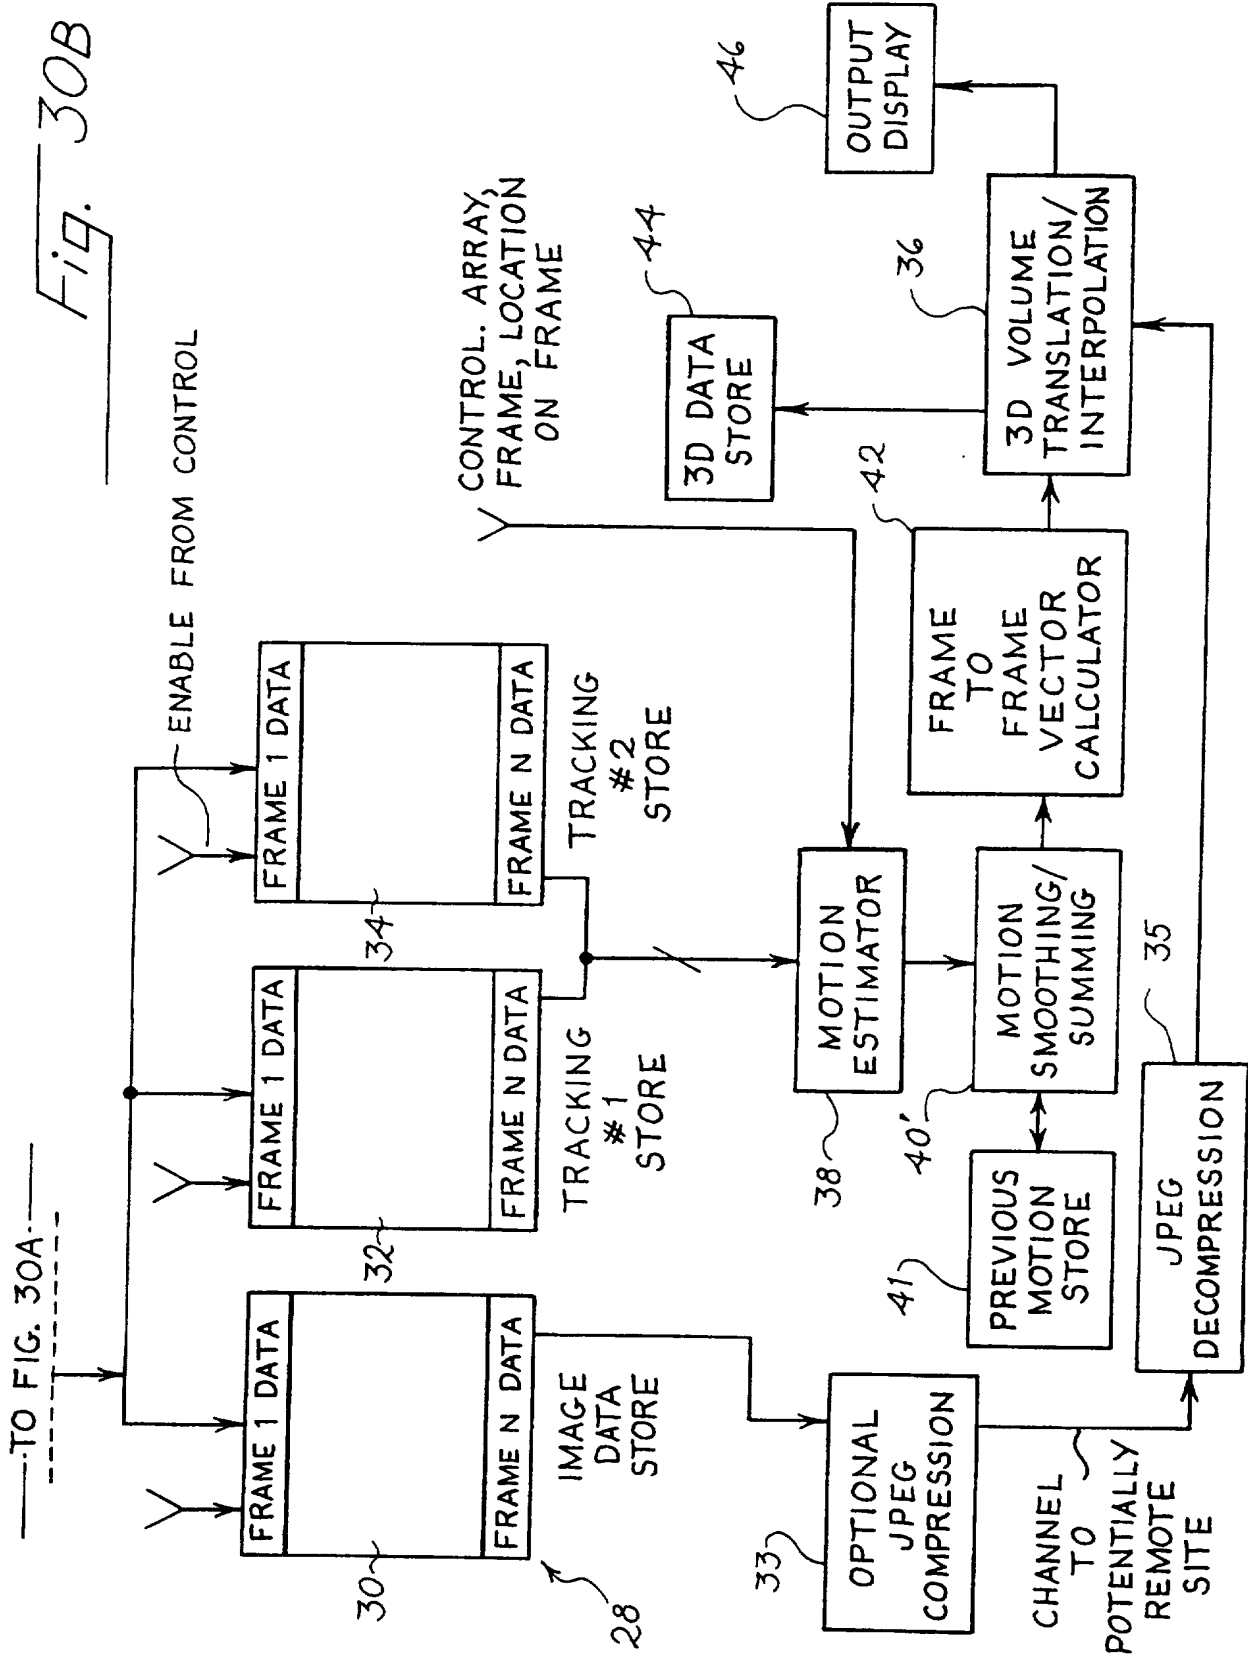 Fig. 30B
TO FIG. 30A
ENABLE FROM CONTROL
FRAME 1 DATA
30
FRAME N DATA
IMAGE
DATA
STORE
28
FRAME 1 DATA
32
FRAME N DATA
TRACKING
#1
STORE
FRAME 1 DATA
34
FRAME N DATA
TRACKING
#2
STORE
CONTROL. ARRAY,
FRAME, LOCATION
ON FRAME
33
OPTIONAL
JPEG
COMPRESSION
CHANNEL
TO
POTENTIALLY
REMOTE
SITE
38
MOTION
ESTIMATOR
40'
MOTION
SMOOTHING/
SUMMING
41
PREVIOUS
MOTION
STORE
35
JPEG
DECOMPRESSION
42
FRAME
TO
FRAME
VECTOR
CALCULATOR
44
3D DATA
STORE
36
3D VOLUME
TRANSLATION/
INTERPOLATION
46
OUTPUT
DISPLAY